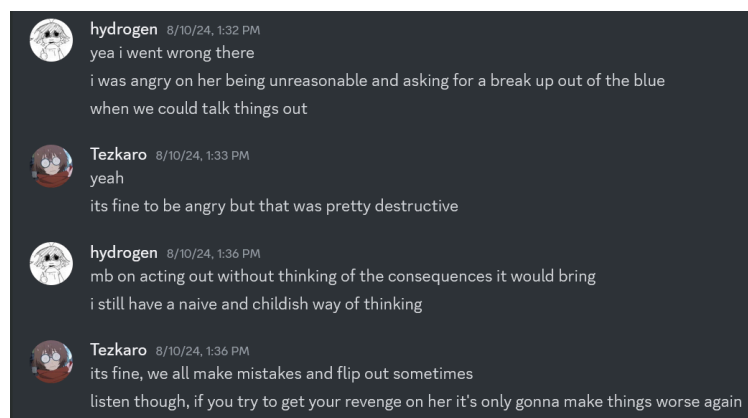 hydrogen 8/10/24, 1:32 PM
yea i went wrong there
i was angry on her being unreasonable and asking for a break up out of the blue
when we could talk things out
Tezkaro 8/10/24, 1:33 PM
yeah
its fine to be angry but that was pretty destructive
hydrogen 8/10/24, 1:36 PM
mb on acting out without thinking of the consequences it would bring
i still have a naive and childish way of thinking
Tezkaro 8/10/24, 1:36 PM
its fine, we all make mistakes and flip out sometimes
listen though, if you try to get your revenge on her it's only gonna make things worse again